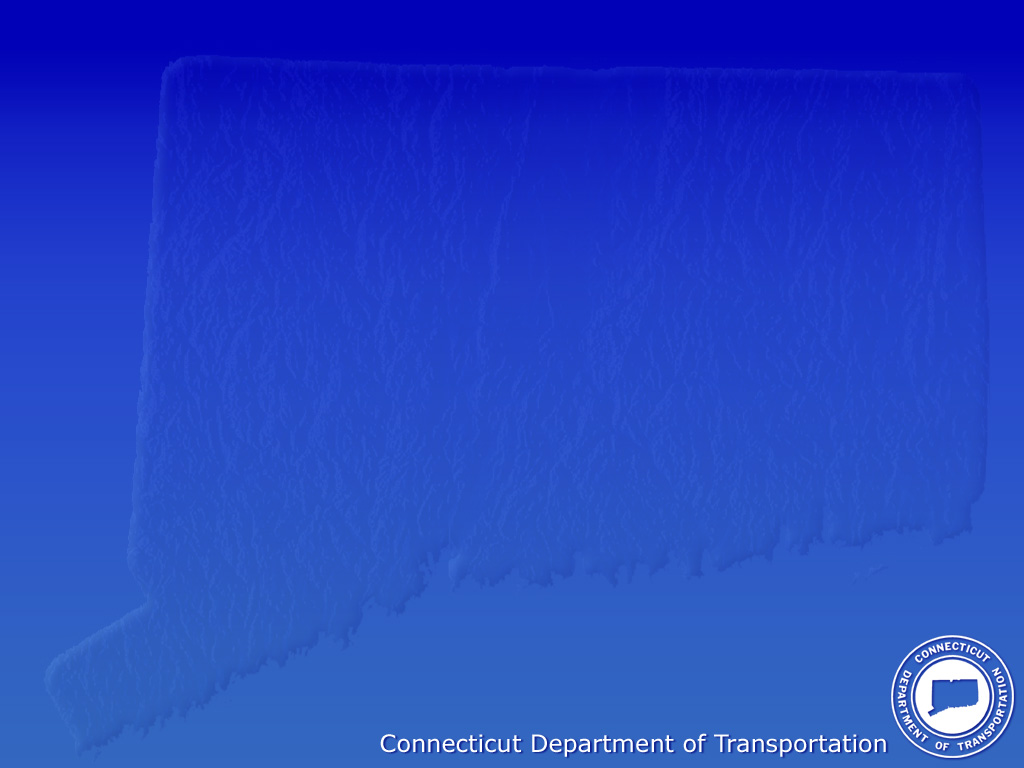 Connecticut Department of Transportation
CONNECTICUT
DEPARTMENT OF TRANSPORTATION